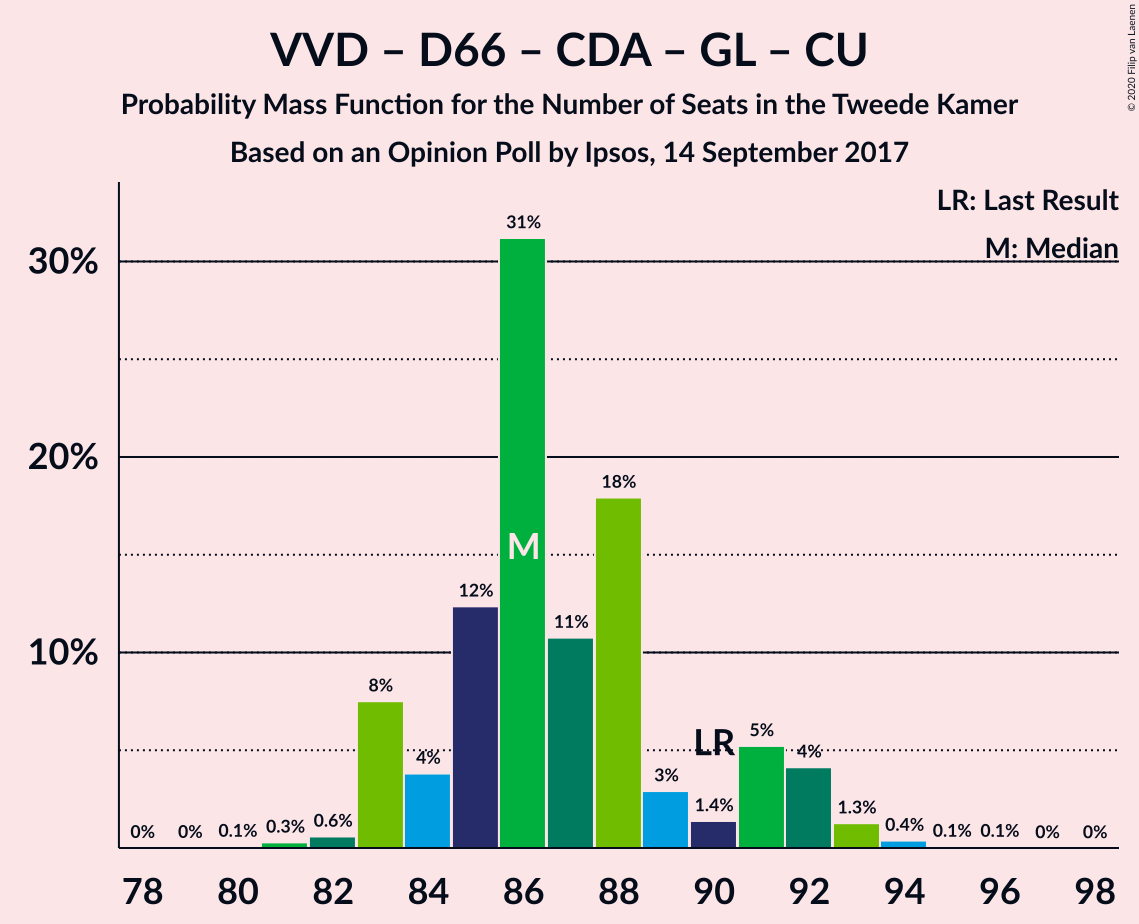 VVD – D66 – CDA – GL – CU
Probability Mass Function for the Number of Seats in the Tweede Kamer
Based on an Opinion Poll by Ipsos, 14 September 2017
© 2020 Filip van Laenen
LR: Last Result
M: Median
30%
20%
10%
0%
0%
0.1%
0.3%
0.6%
8%
4%
12%
31%
11%
18%
3%
1.4%
5%
4%
1.3%
0.4%
0.1%
0.1%
0%
0%
M
LR
78 80 82 84 86 88 90 92 94 96 98